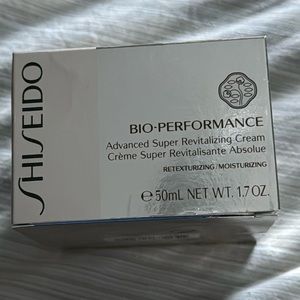 SHISEIDO
BIO-PERFORMANCE
Advanced Super Revitalizing Cream
Crème Super Revitalisante Absolue
RETEXTURIZING/MOISTURIZING
℮ 50mL NET WT. 1.7 OZ.